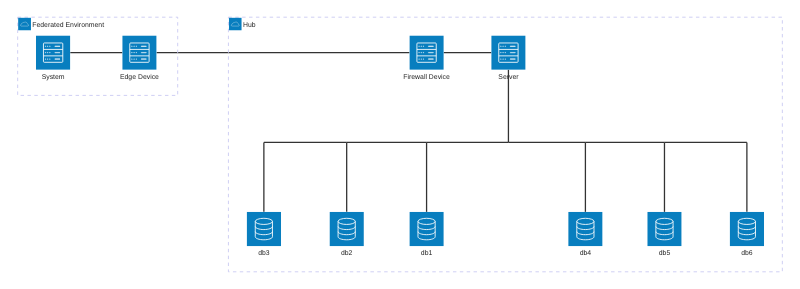 Federated Environment
Hub
System
Edge Device
Firewall Device
Server
db3
db2
db1
db4
db5
db6